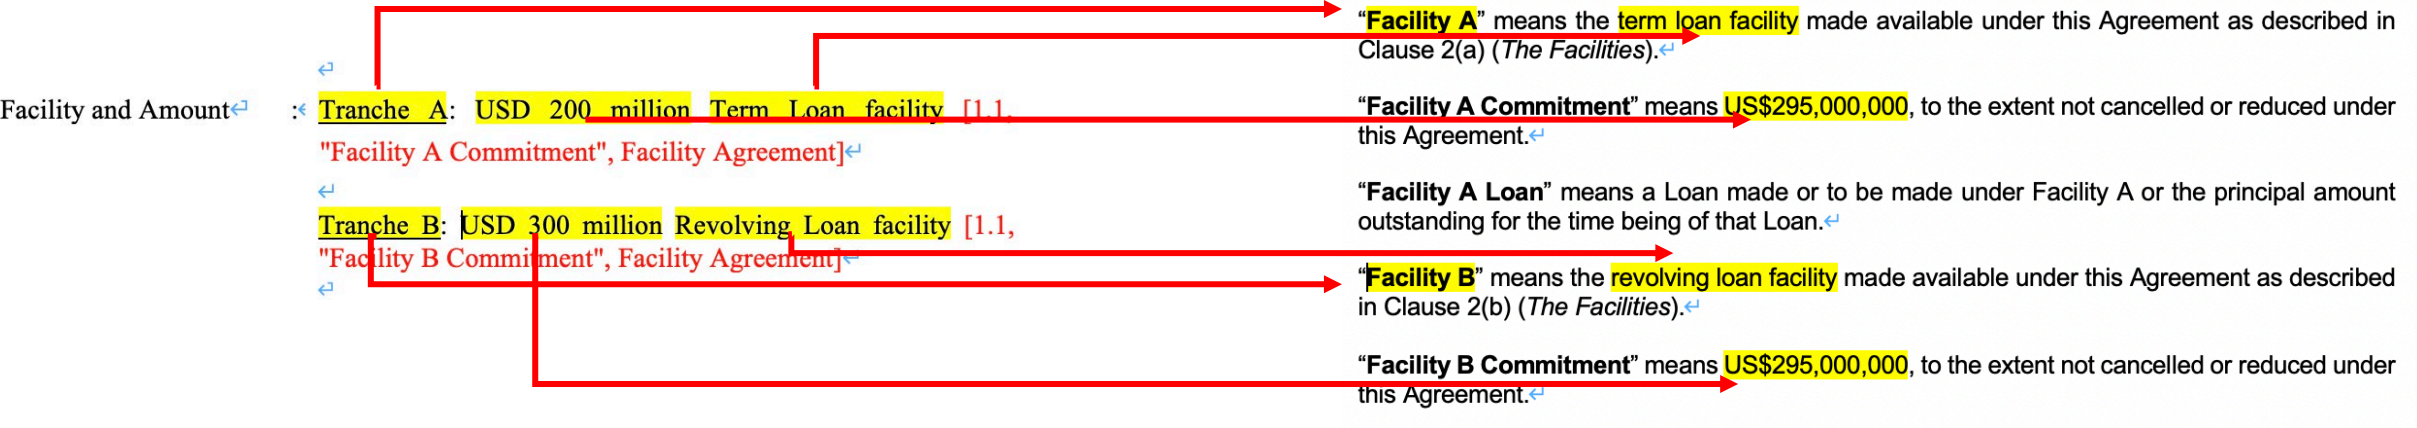 Facility and Amount
: Tranche A: USD 200 million Term Loan facility [1.1,
"Facility A Commitment", Facility Agreement]
Tranche B: USD 300 million Revolving Loan facility [1.1,
"Facility B Commitment", Facility Agreement]
“Facility A” means the term loan facility made available under this Agreement as described in
Clause 2(a) (The Facilities).
“Facility A Commitment” means US$295,000,000, to the extent not cancelled or reduced under
this Agreement.
“Facility A Loan” means a Loan made or to be made under Facility A or the principal amount
outstanding for the time being of that Loan.
“Facility B” means the revolving loan facility made available under this Agreement as described
in Clause 2(b) (The Facilities).
“Facility B Commitment” means US$295,000,000, to the extent not cancelled or reduced under
this Agreement.